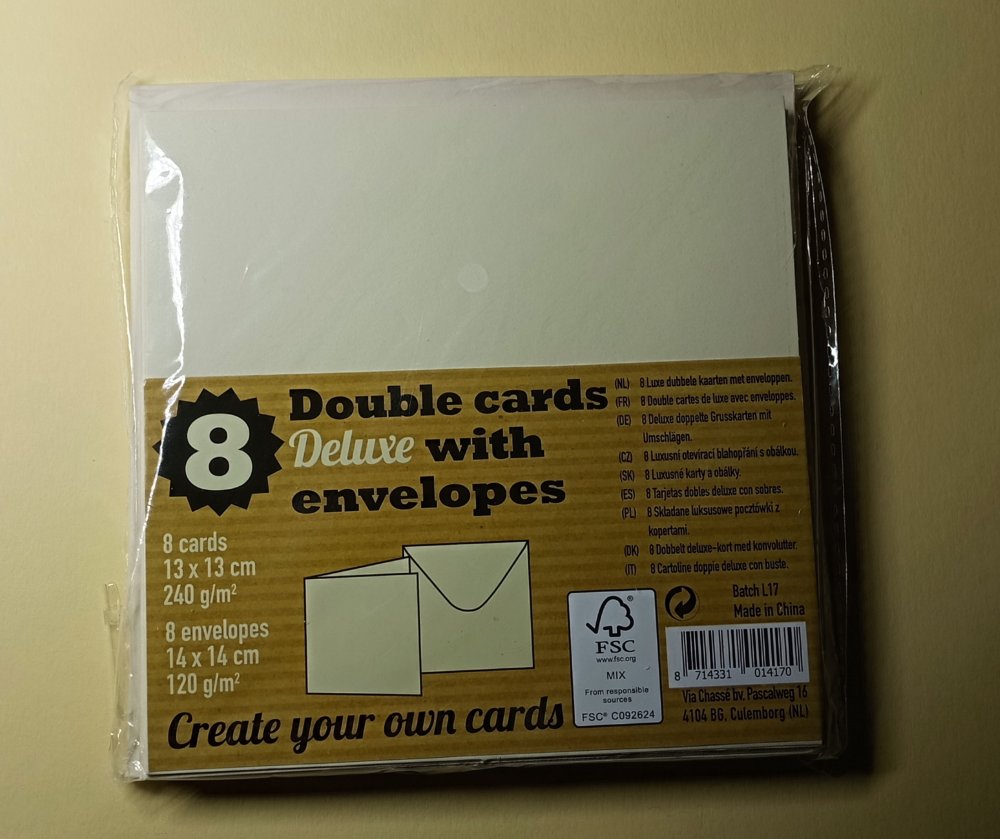 8
Double cards
Deluxe with
envelopes
8 cards
13 x 13 cm
240 g/m²
8 envelopes
14 x 14 cm
120 g/m²
Create your own cards
(NL) 8 Luxe dubbele kaarten met enveloppen.
(FR) 8 Double cartes de luxe avec enveloppes.
(DE) 8 Deluxe doppette Grusskarten mit
Umschlägen.
(CZ) 8 Luxusní otevírací blahopřání s obálkou.
(SK) 8 Luxusné karty a obálky.
(ES) 8 Tarjetas dobles deluxe con sobres.
(PL) 8 Składane luksusowe pocztówki z
kopertami.
(DK) 8 Dobbelt deluxe-kort med konvolutter.
(IT) 8 Cartoline doppie deluxe con buste.
FSC
www.fsc.org
MIX
From responsible
sources
FSC® C092624
Batch L17
Made in China
8 714331 014170
Via Chassé bv. Pascalweg 16
4104 BG, Culemborg (NL)